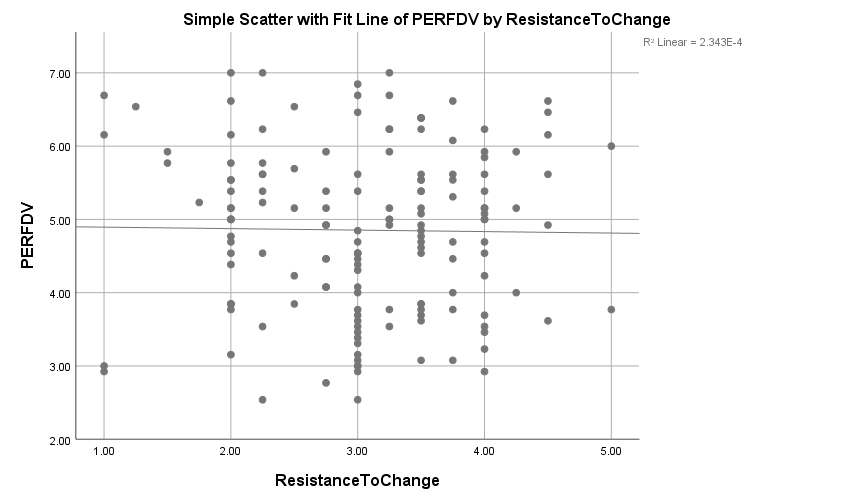 Simple Scatter with Fit Line of PERFDV by ResistanceToChange
R² Linear = 2.343E-4
7.00
6.00
5.00
4.00
3.00
2.00
PERFDV
1.00 2.00 3.00 4.00 5.00
ResistanceToChange